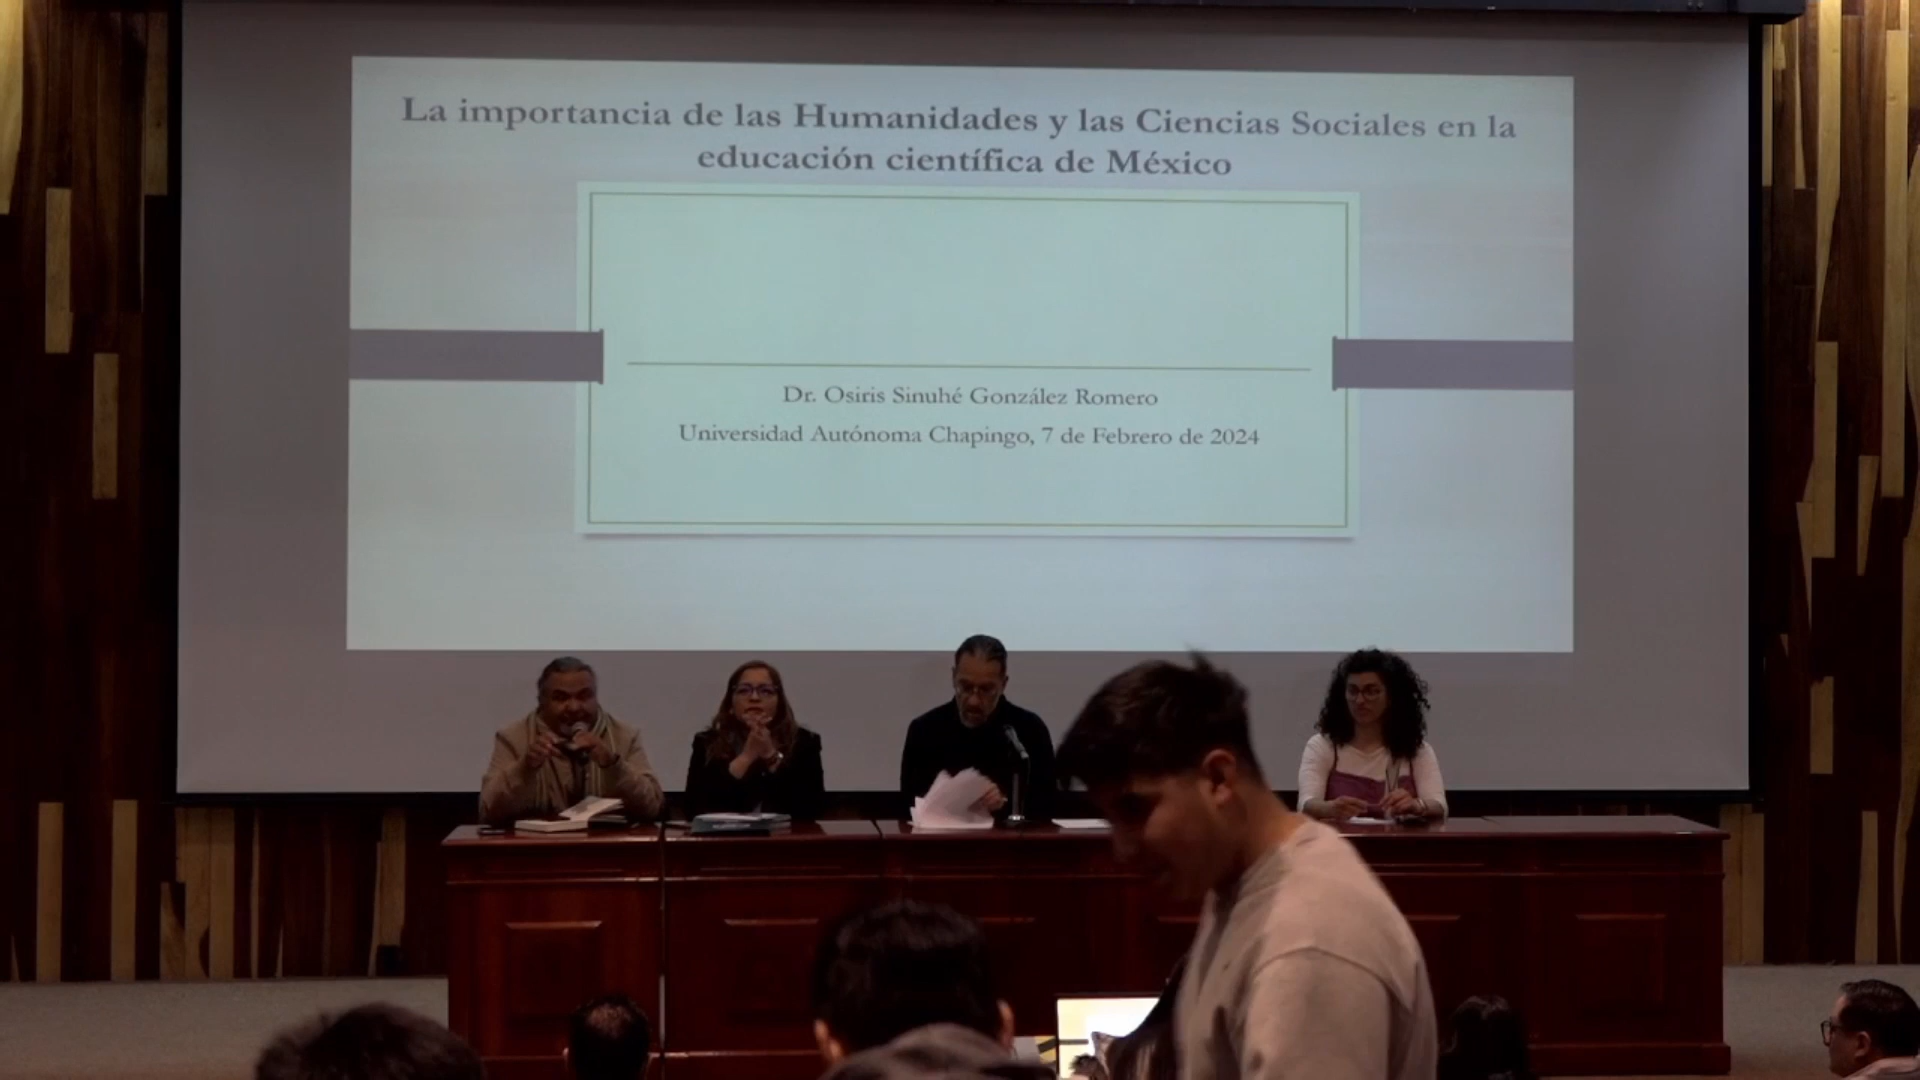 La importancia de las Humanidades y las Ciencias Sociales en la
educación científica de México
Dr. Osiris Sinuhé González Romero
Universidad Autónoma Chapingo, 7 de Febrero de 2024